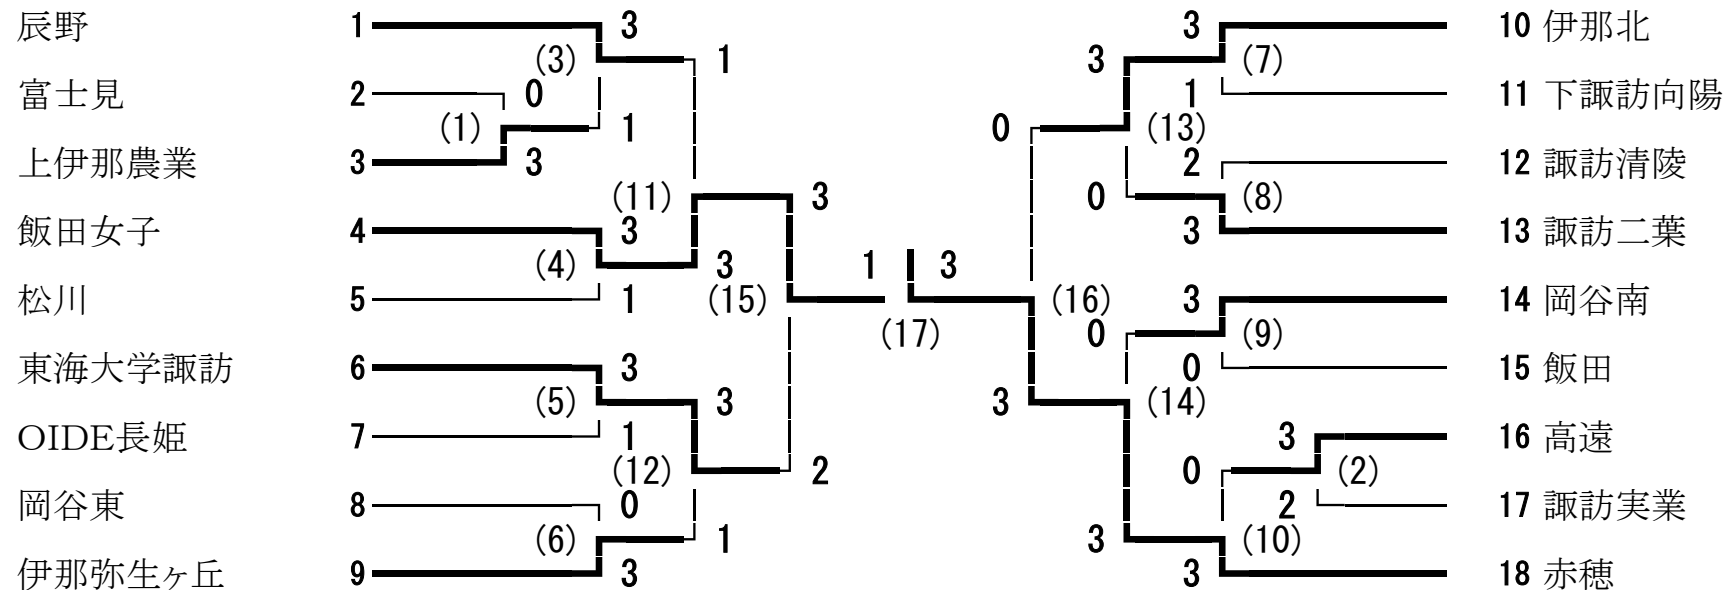 辰野 1 3 3 10 伊那北
(3) 1 3 (7)
富士見 2 0 1 11 下諏訪向陽
(1) 1 0 (13)
上伊那農業 3 3 2 12 諏訪清陵
(11) 3 0 (8)
飯田女子 4 3 3 13 諏訪二葉
(4) 3 1 3
松川 5 1 (15) (16) 3 14 岡谷南
(17) 0 (9)
東海大学諏訪 6 3 0 15 飯田
(5) 3 3 (14)
OIDE長姫 7 1 3 16 高遠
(12) 2 0 (2)
岡谷東 8 0 2 17 諏訪実業
(6) 1 3 (10)
伊那弥生ヶ丘 9 3 3 18 赤穂